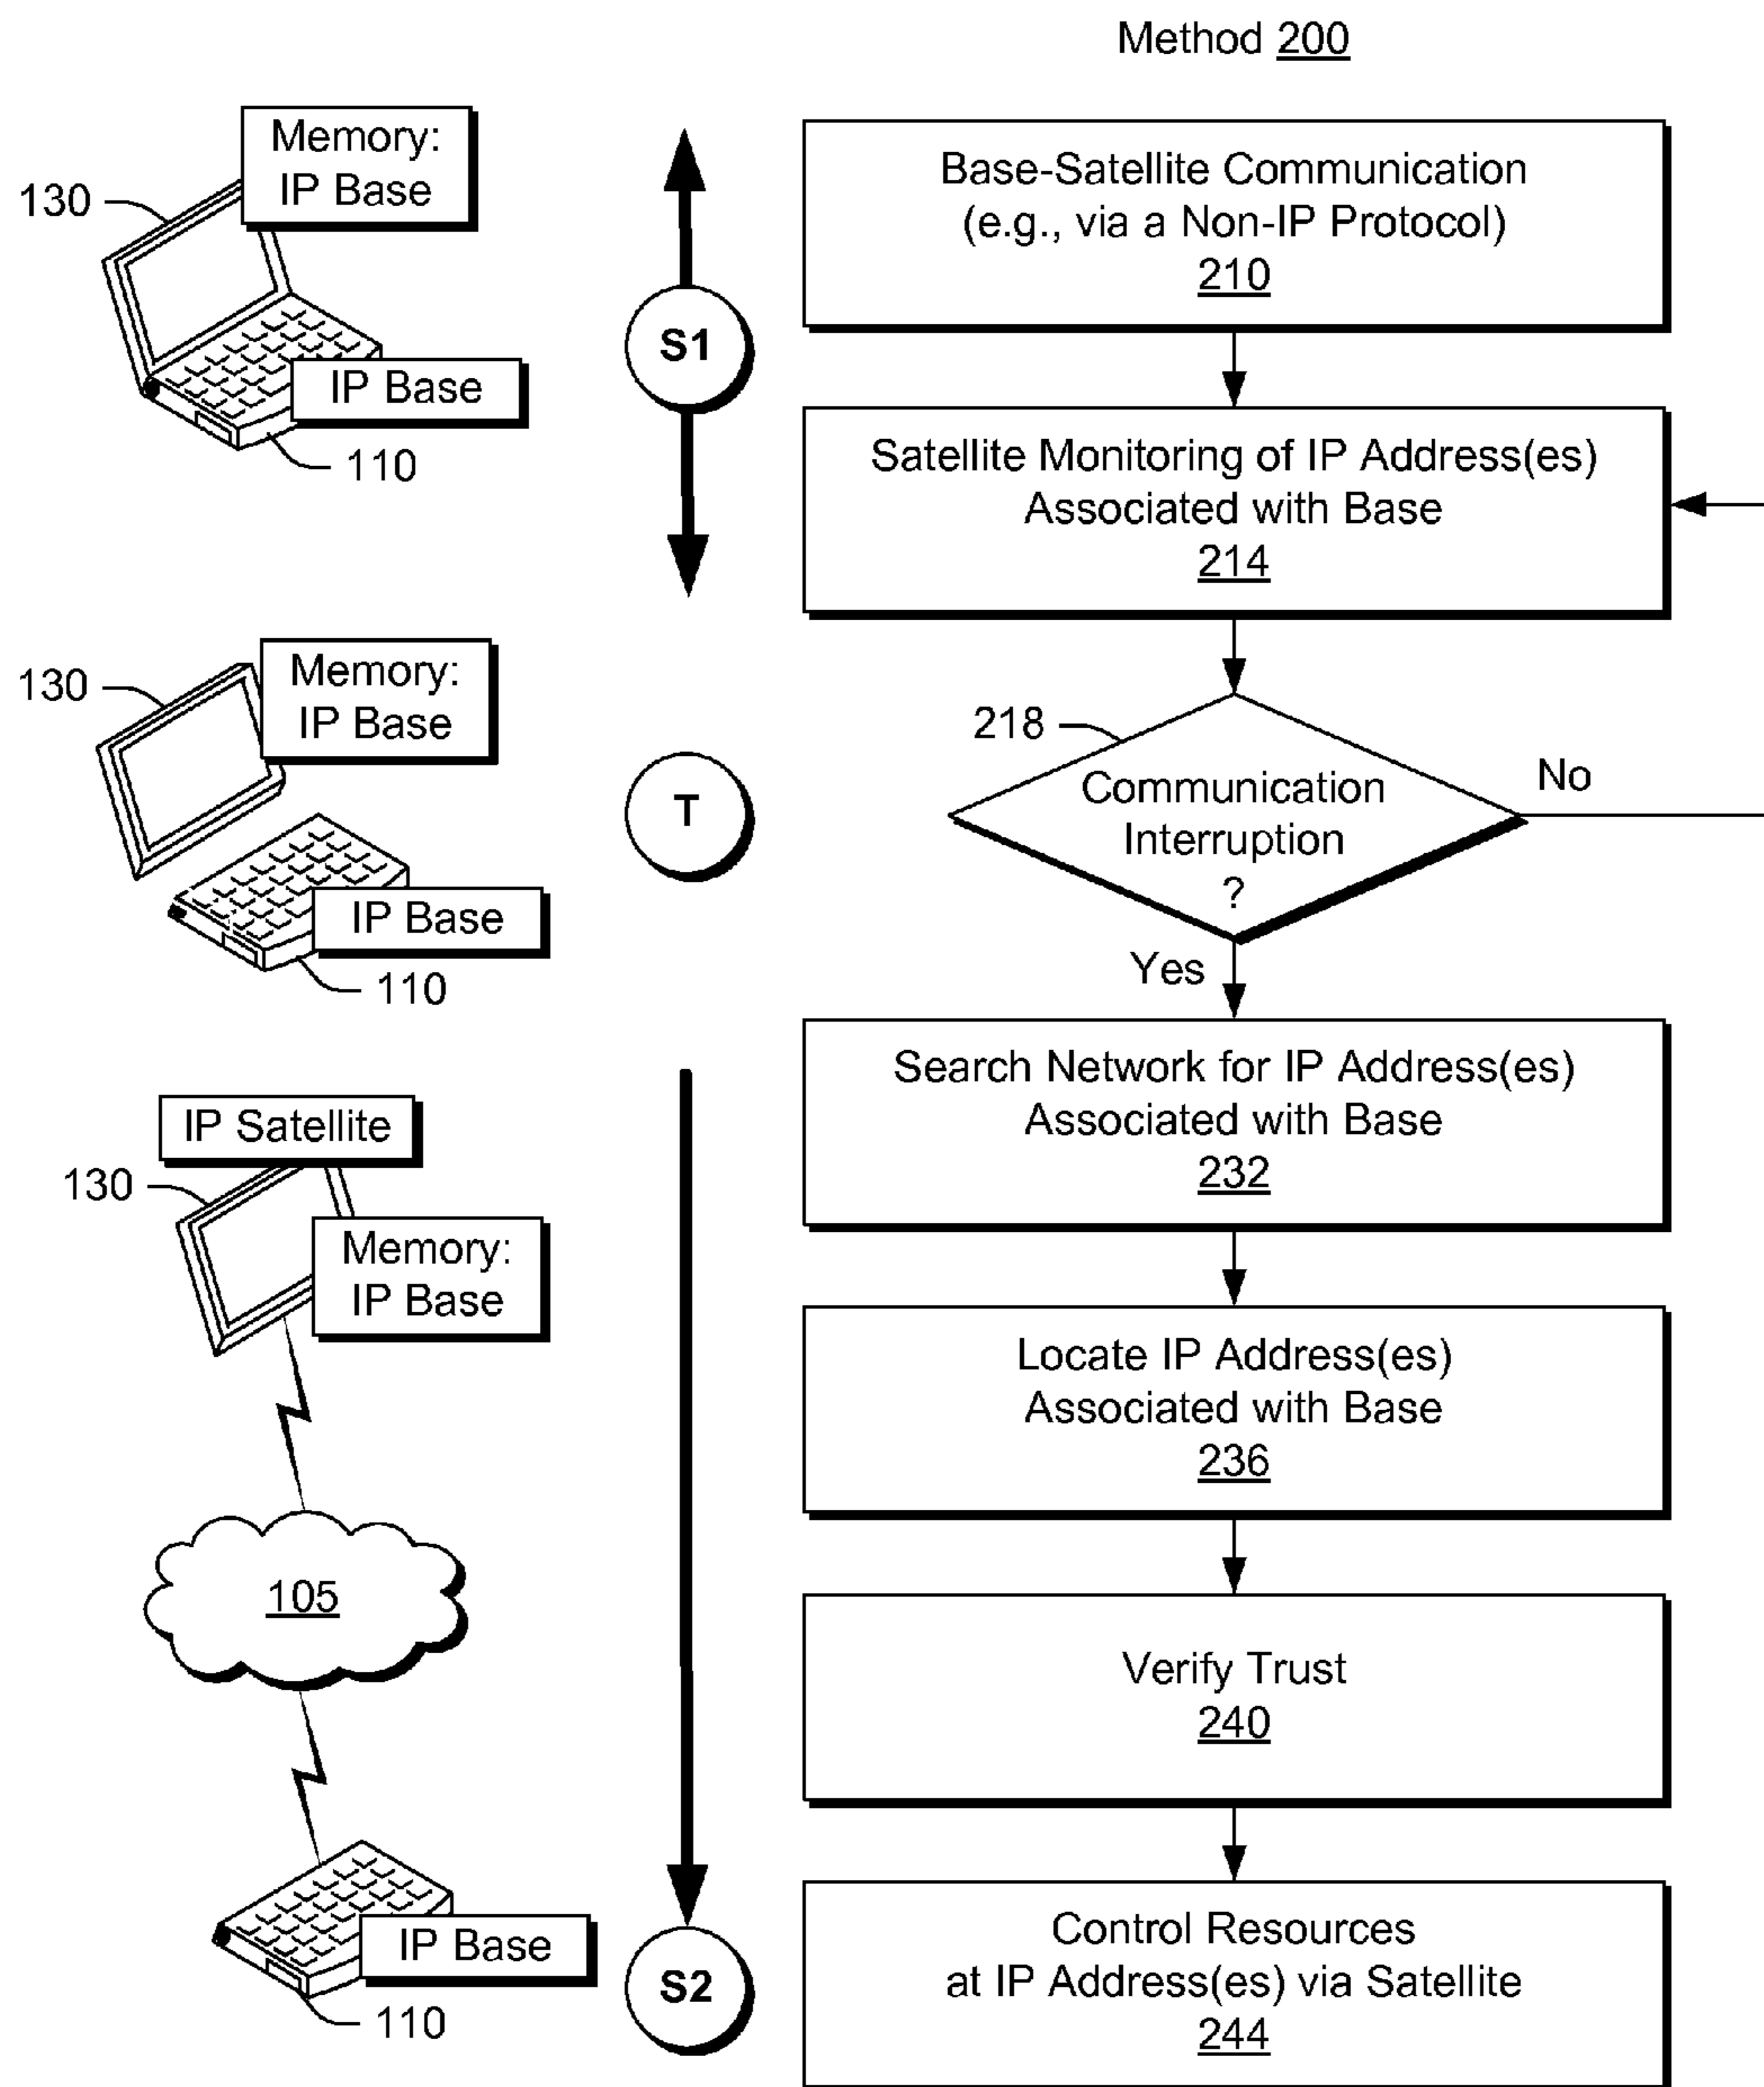 Method 200
Memory:
IP Base
130
IP Base
110
S1
Base-Satellite Communication
(e.g., via a Non-IP Protocol)
210
Satellite Monitoring of IP Address(es)
Associated with Base
214
130
Memory:
IP Base
IP Base
110
T
218
Communication
Interruption
?
No
Yes
IP Satellite
130
Memory:
IP Base
105
IP Base
110
S2
Search Network for IP Address(es)
Associated with Base
232
Locate IP Address(es)
Associated with Base
236
Verify Trust
240
Control Resources
at IP Address(es) via Satellite
244